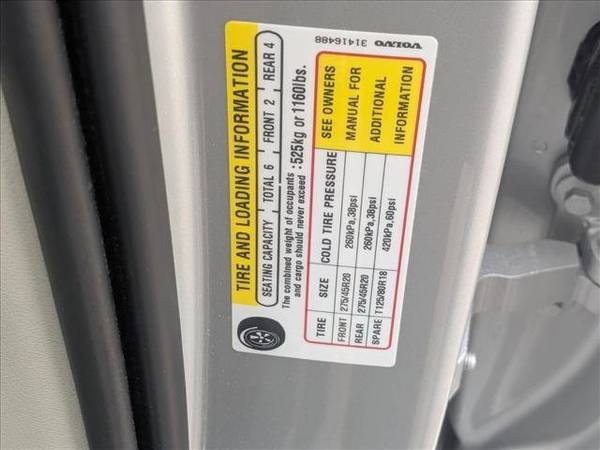 TIRE AND LOADING INFORMATION
SEATING CAPACITY TOTAL 6 FRONT 2 REAR 4
The combined weight of occupants
and cargo should never exceed : 525kg or 1160lbs.
TIRE SIZE COLD TIRE PRESSURE
FRONT 275/45R20 260kPa,38psi
REAR 275/45R20 260kPa,38psi
SPARE T125/80R18 420kPa,60psi
SEE OWNERS
MANUAL FOR
ADDITIONAL
INFORMATION
VOLVO 31416488